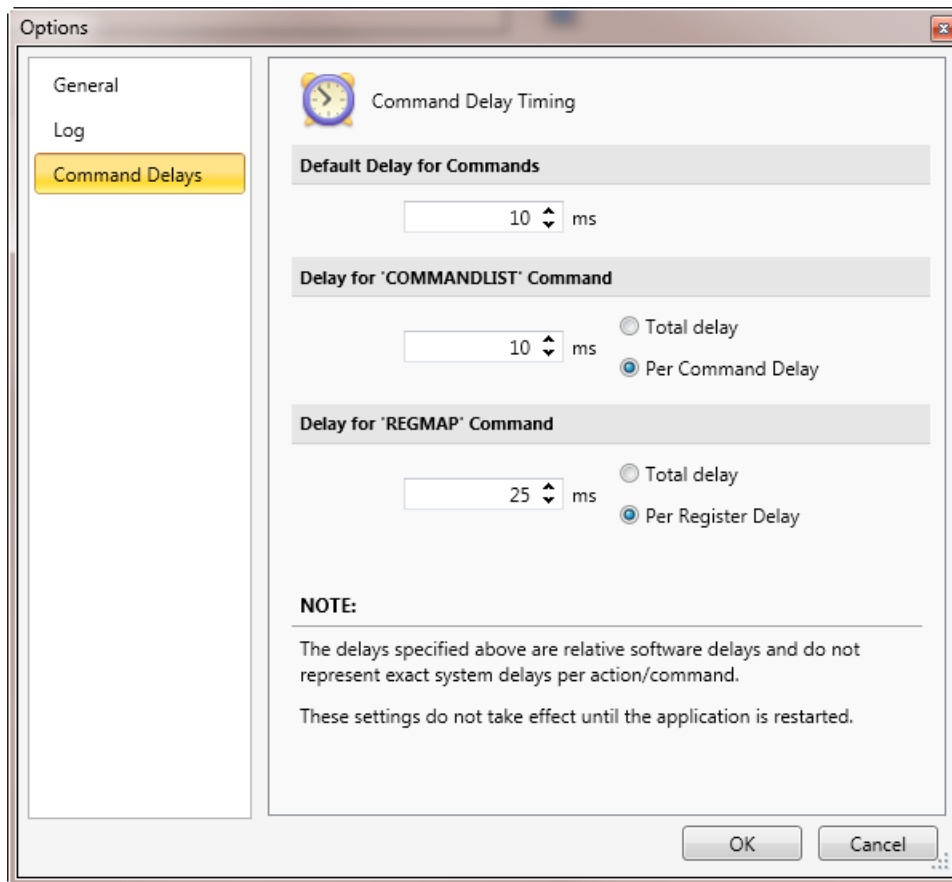 Options
General
Log
Command Delays
Command Delay Timing
Default Delay for Commands
10 ms
Delay for 'COMMANDLIST' Command
10 ms
Total delay
Per Command Delay
Delay for 'REGMAP' Command
25 ms
Total delay
Per Register Delay
NOTE:
The delays specified above are relative software delays and do not
represent exact system delays per action/command.
These settings do not take effect until the application is restarted.
OK
Cancel